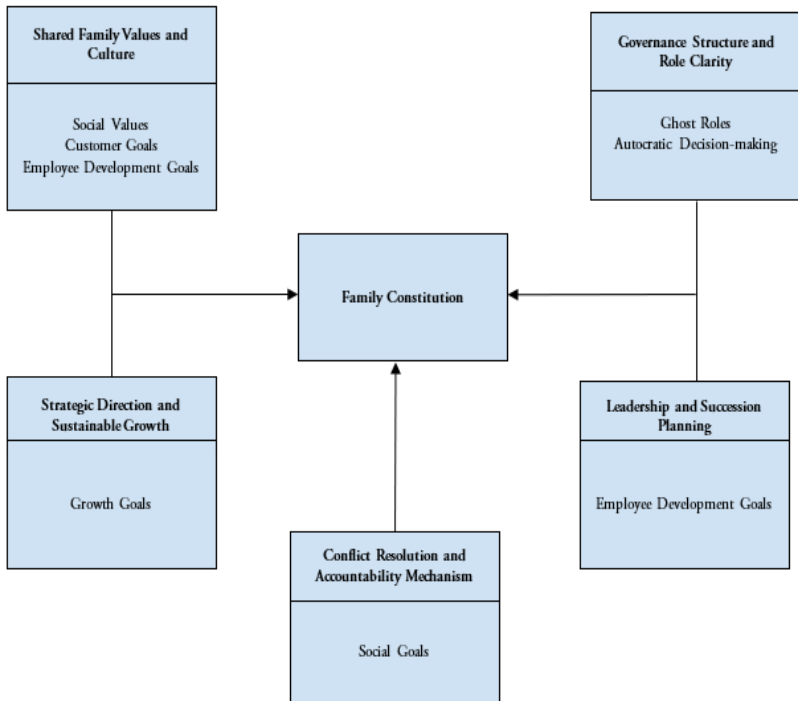 Shared Family Values and
Culture
Social Values
Customer Goals
Employee Development Goals
Governance Structure and
Role Clarity
Ghost Roles
Autocratic Decision-making
Family Constitution
Strategic Direction and
Sustainable Growth
Growth Goals
Leadership and Succession
Planning
Employee Development Goals
Conflict Resolution and
Accountability Mechanism
Social Goals